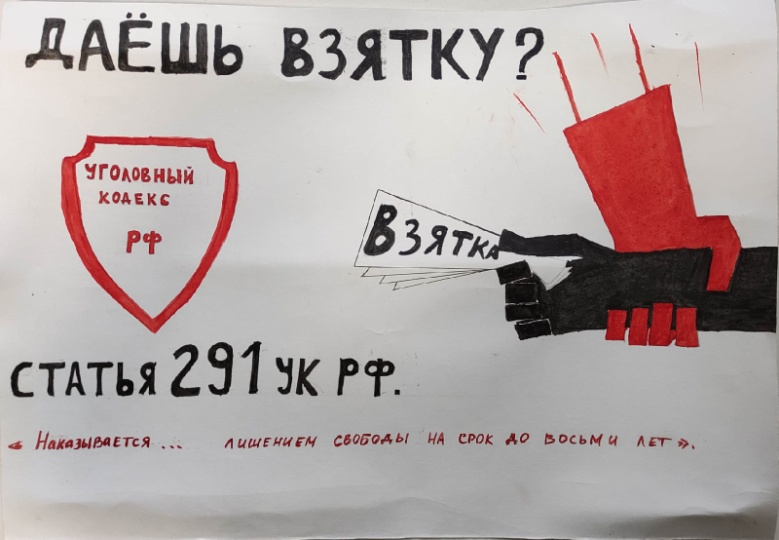 ДАЁШЬ ВЗЯТКУ?
УГОЛОВНЫЙ
КОДЕКС
РФ
ВЗЯТКА
СТАТЬЯ 291 УК РФ.
« НАКАЗЫВАЕТСЯ ... ЛИШЕНИЕМ СВОБОДЫ НА СРОК ДО ВОСЬМИ ЛЕТ».